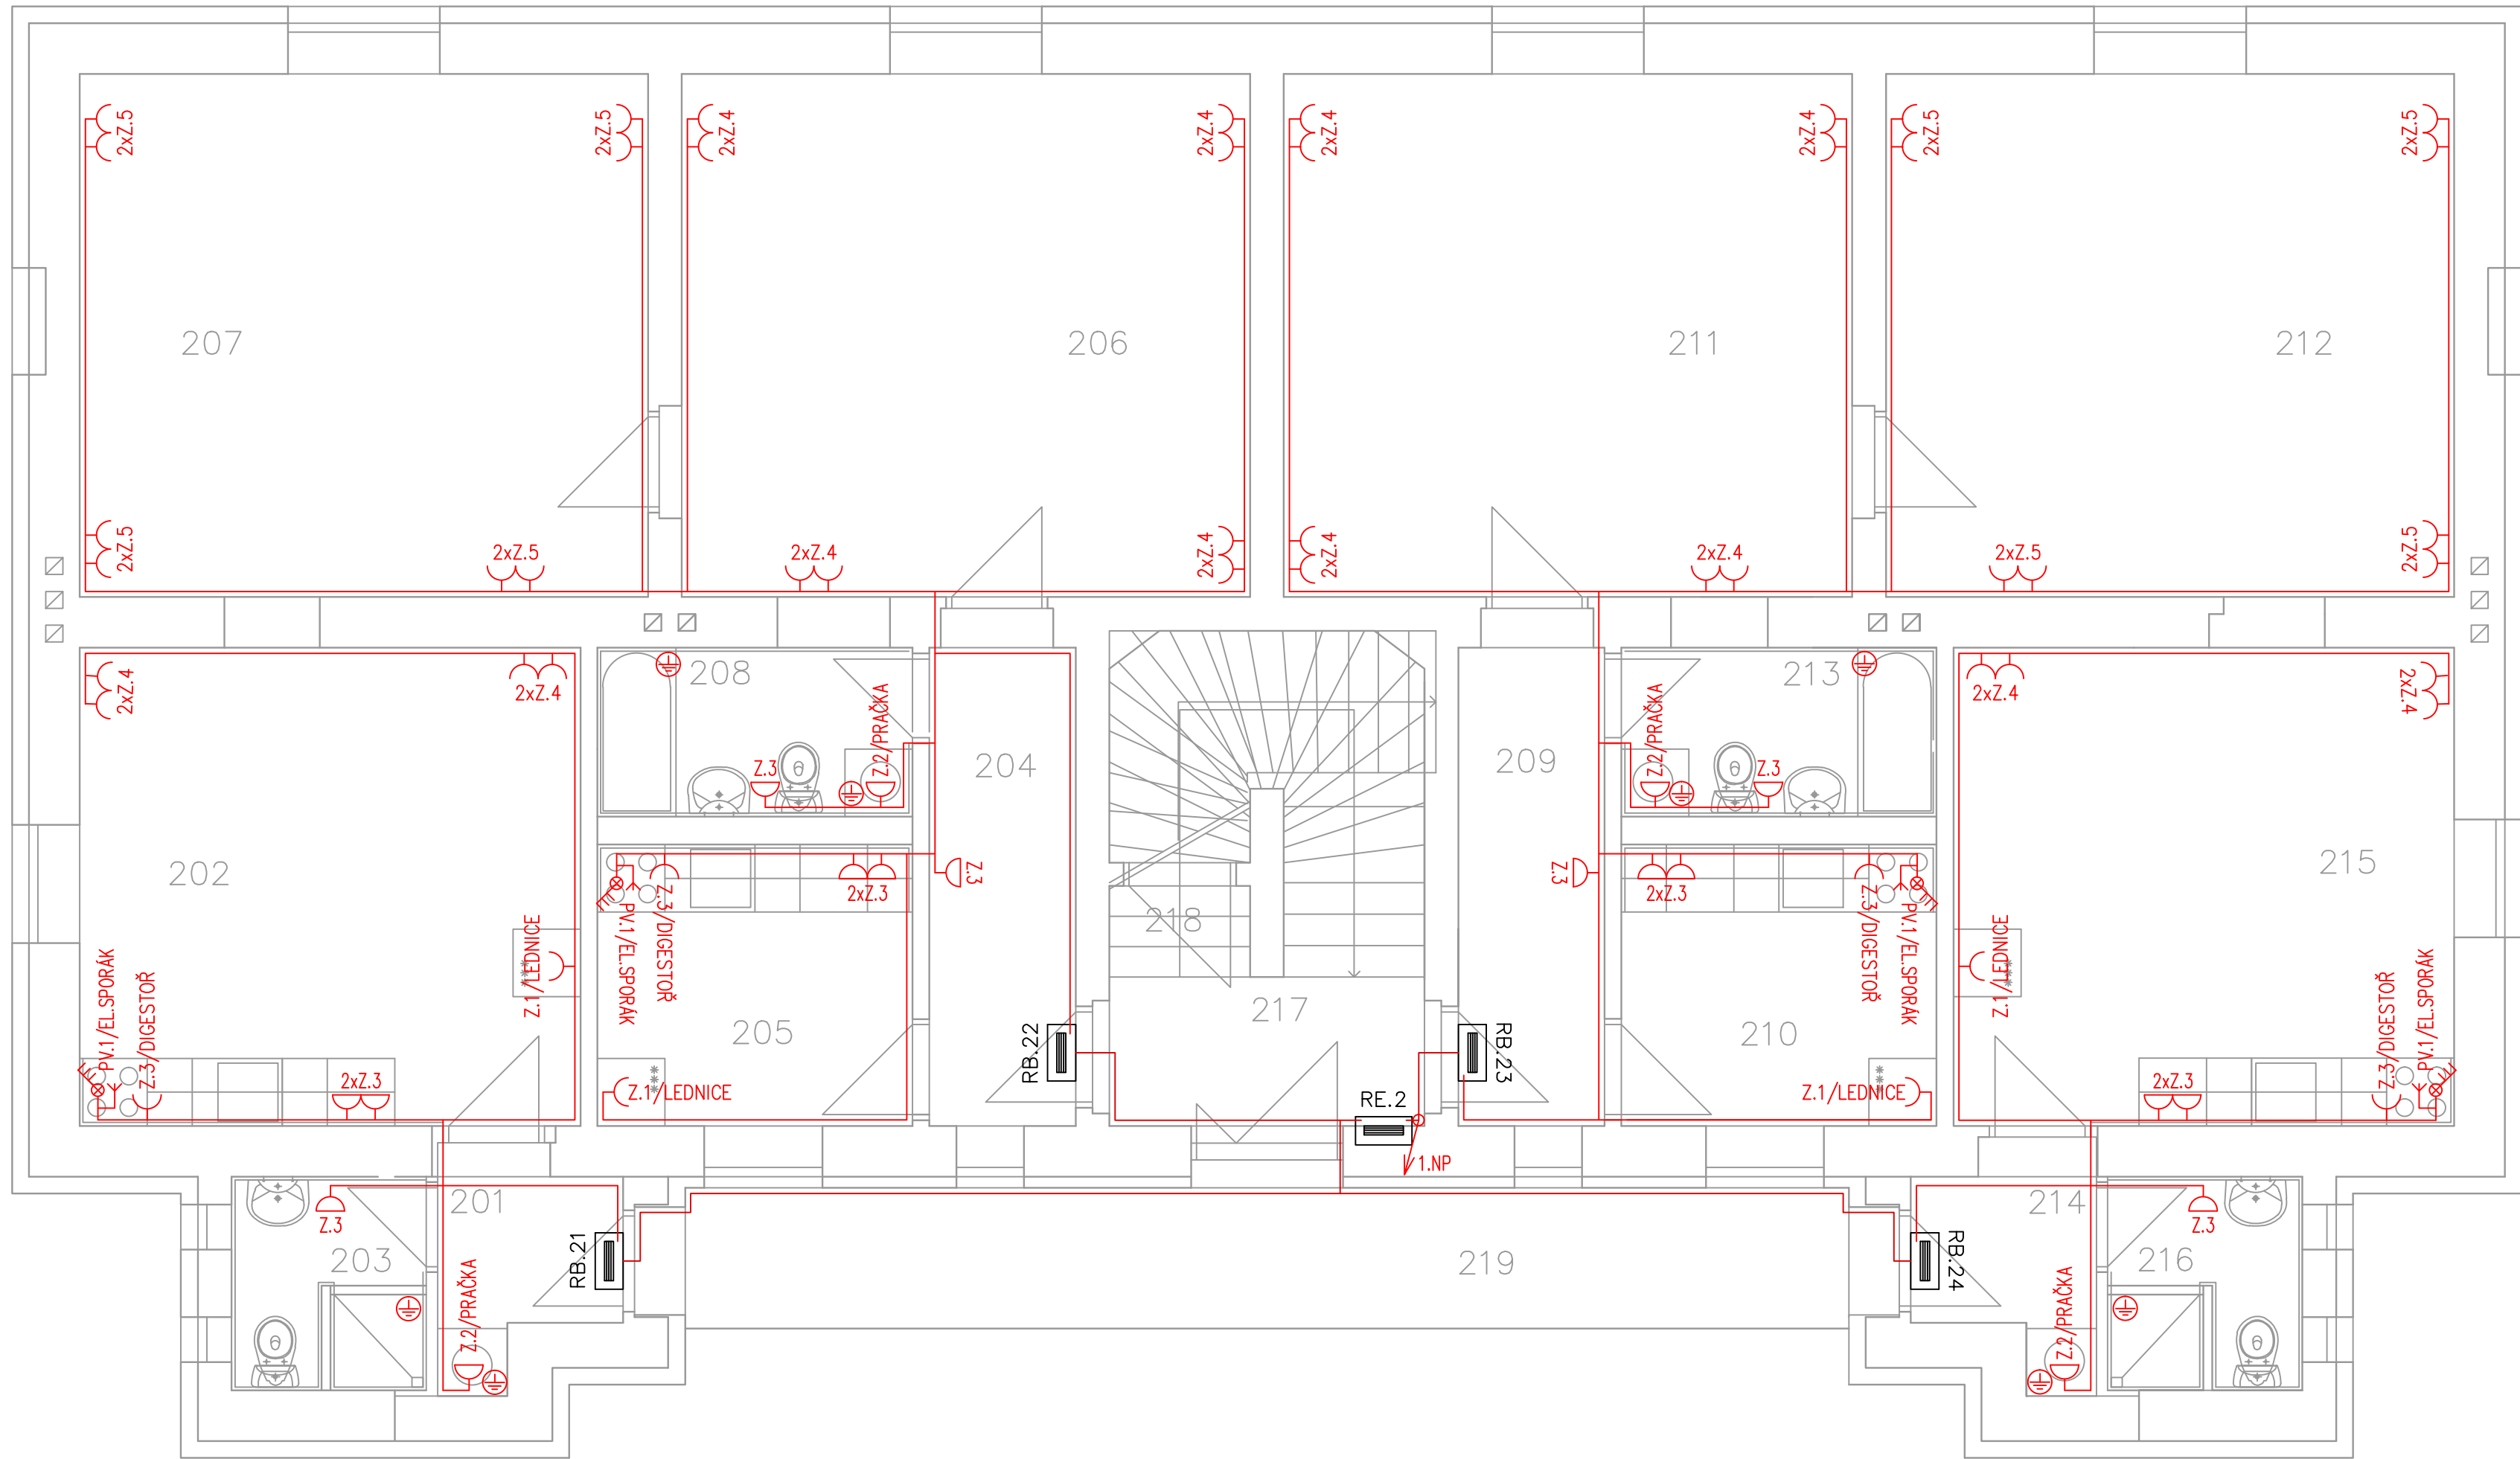 2xZ.5
2xZ.5
2xZ.4
2xZ.4
2xZ.4
2xZ.4
2xZ.5
2xZ.5
207
206
211
212
2xZ.5
2xZ.5
2xZ.4
2xZ.4
2xZ.4
2xZ.4
2xZ.5
2xZ.5
2xZ.4
2xZ.4
208
213
2xZ.4
2xZ.4
Z.3
Z.2/PRAČKA
204
209
Z.2/PRAČKA
Z.3
202
Z.3
Z.3
215
2xZ.3
2xZ.3
218
Z.1/LEDNICE
PV.1/EL.SPORÁK
Z.3/DIGESTOŘ
Z.3/DIGESTOŘ
PV.1/EL.SPORÁK
Z.1/LEDNICE
PV.1/EL.SPORÁK
Z.3/DIGESTOŘ
205
217
210
Z.3/DIGESTOŘ
PV.1/EL.SPORÁK
RB.22
RB.23
2xZ.3
Z.1/LEDNICE
RE.2
Z.1/LEDNICE
2xZ.3
1.NP
201
214
Z.3
Z.3
203
RB.21
219
RB.24
216
Z.2/PRAČKA
Z.2/PRAČKA